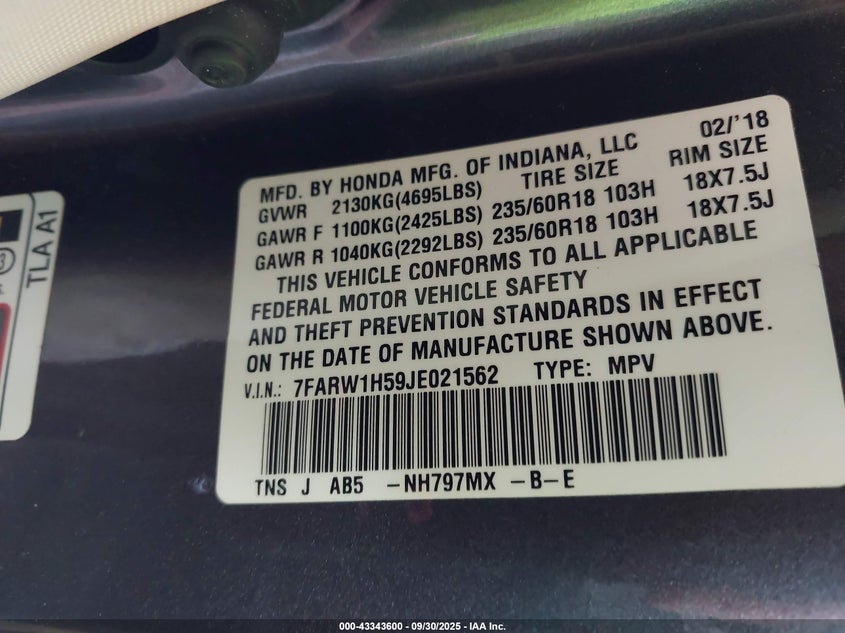 MFD. BY HONDA MFG. OF INDIANA, LLC 02/'18
GVWR 2130KG(4695LBS) TIRE SIZE RIM SIZE
GAWR F 1100KG(2425LBS) 235/60R18 103H 18X7.5J
GAWR R 1040KG(2292LBS) 235/60R18 103H 18X7.5J
THIS VEHICLE CONFORMS TO ALL APPLICABLE
FEDERAL MOTOR VEHICLE SAFETY
AND THEFT PREVENTION STANDARDS IN EFFECT
ON THE DATE OF MANUFACTURE SHOWN ABOVE.
V.I.N.: 7FARW1H59JE021562 TYPE: MPV
TNS J AB5 -NH797MX -B-E
TLA A1
000-43343600 - 09/30/2025 - IAA Inc.